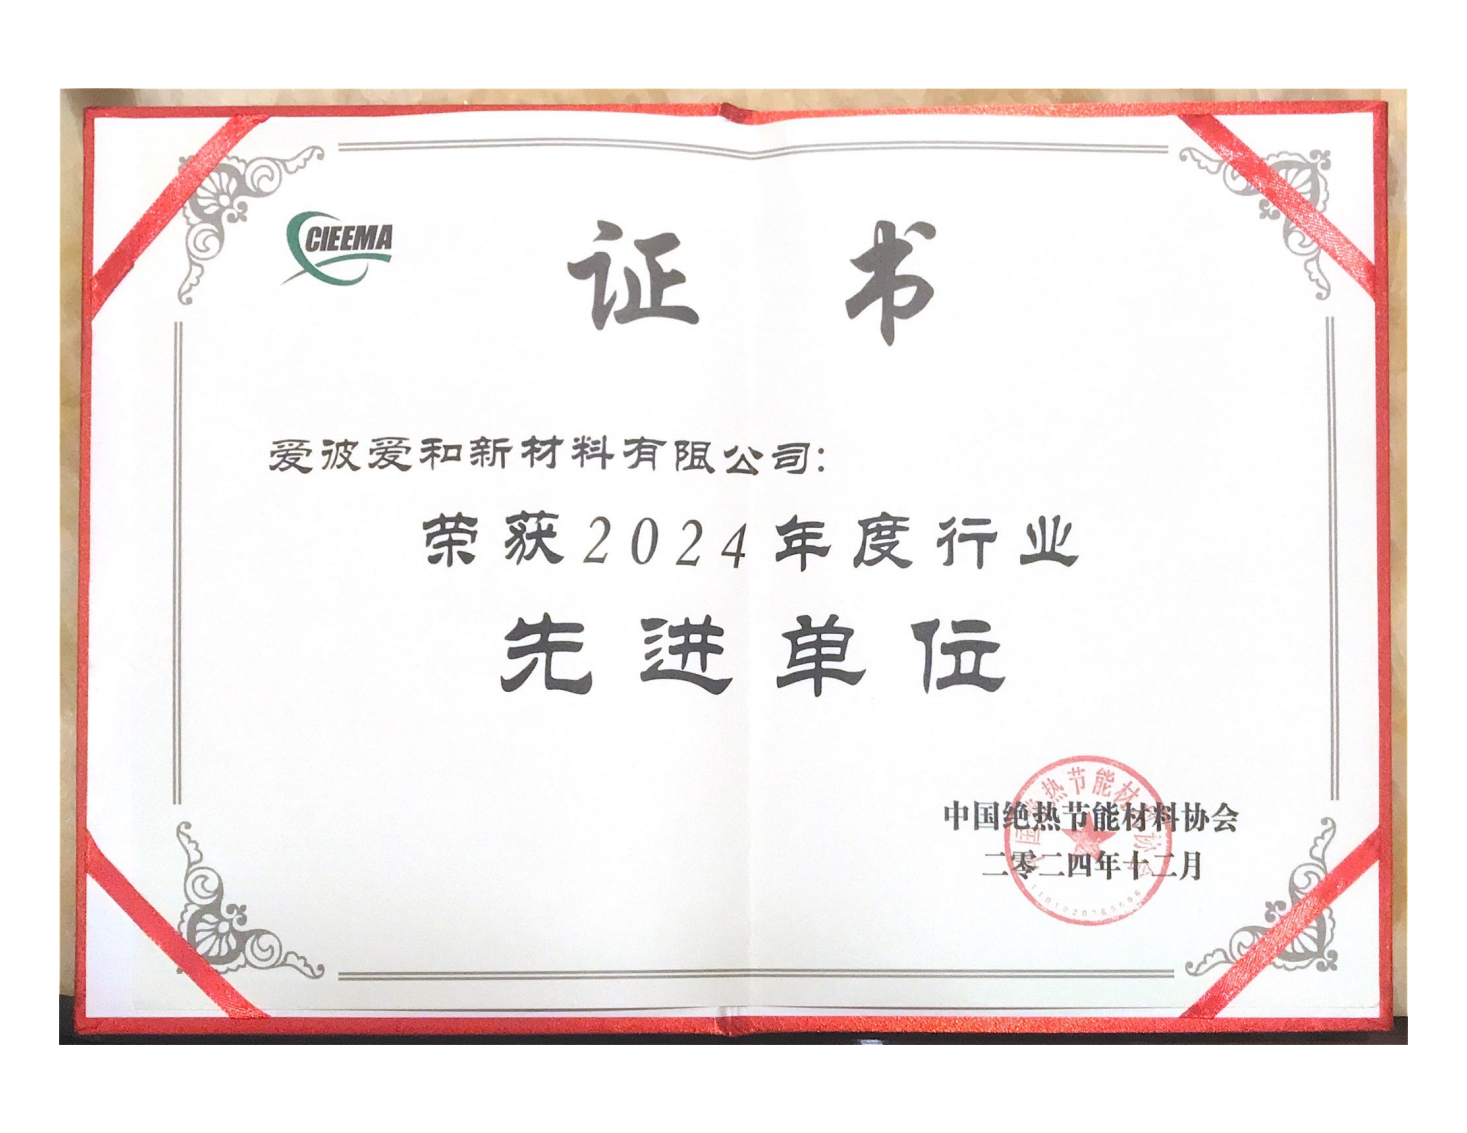 CIEEMA
证书
爱彼爱和新材料有限公司:
荣获2024年度行业
先进单位
中国绝热节能材料协会
二零二四年十二月